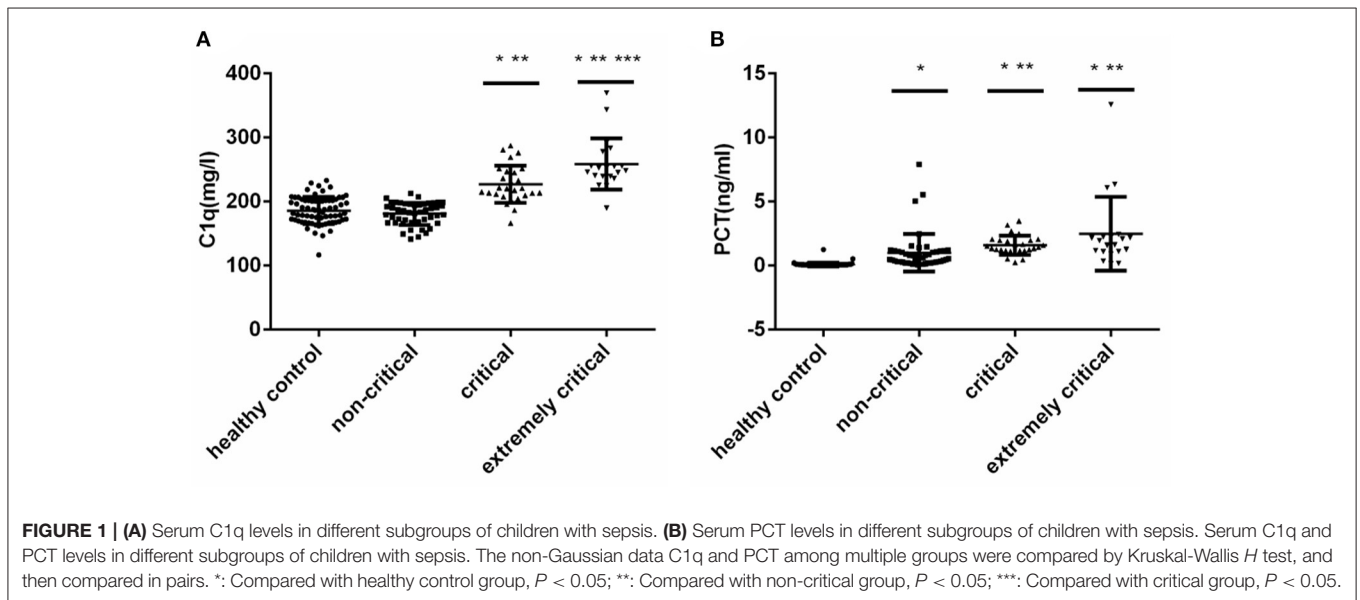 A
B
* **
* ** ***
*
* **
* **
400
300
200
100
0
C1q(mg/l)
healthy control
non-critical
critical
extremely critical
15
10
5
0
-5
PCT(ng/ml)
healthy control
non-critical
critical
extremely critical
FIGURE 1 | (A) Serum C1q levels in different subgroups of children with sepsis. (B) Serum PCT levels in different subgroups of children with sepsis. Serum C1q and
PCT levels in different subgroups of children with sepsis. The non-Gaussian data C1q and PCT among multiple groups were compared by Kruskal-Wallis H test, and
then compared in pairs. *: Compared with healthy control group, P < 0.05; **: Compared with non-critical group, P < 0.05; ***: Compared with critical group, P < 0.05.